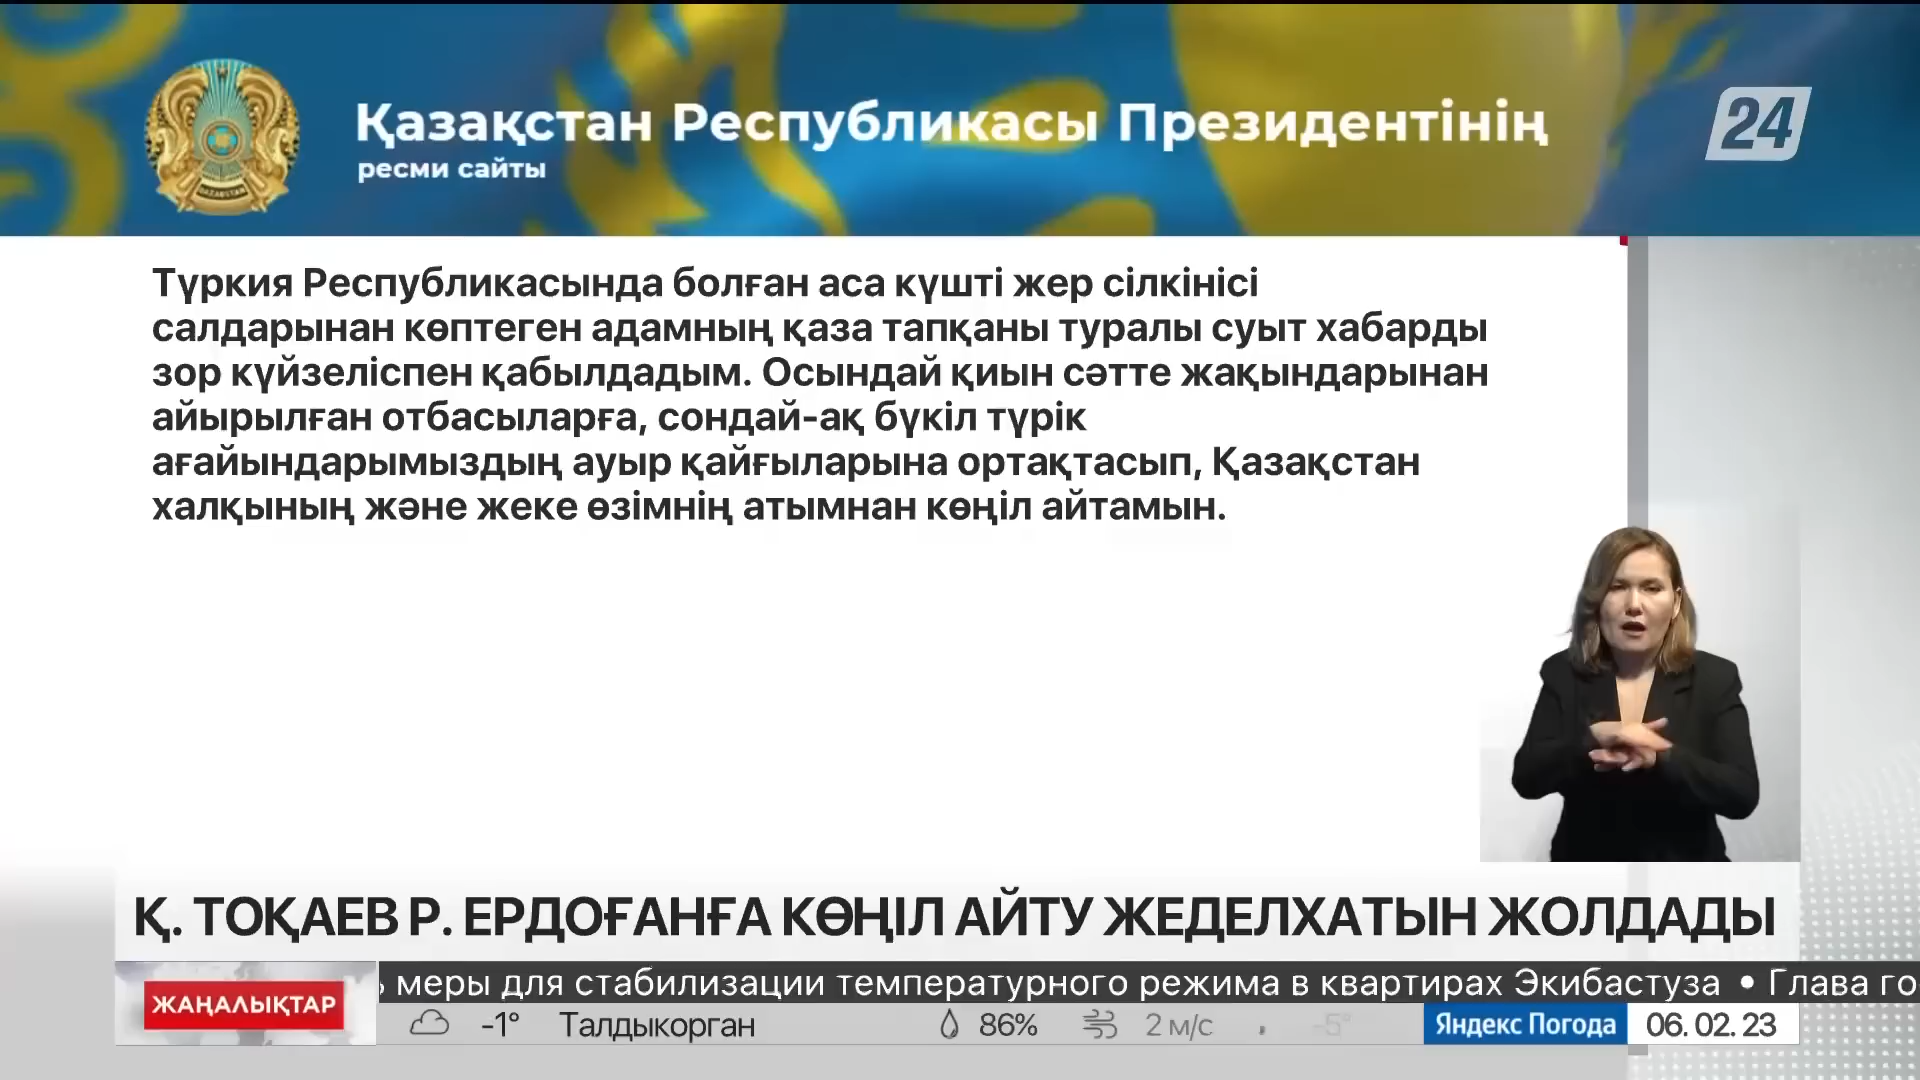 Қазақстан Республикасы Президентінің
ресми сайты
24
Түркия Республикасында болған аса күшті жер сілкінісі
салдарынан көптеген адамның қаза тапқаны туралы суыт хабарды
зор күйзеліспен қабылдадым. Осындай қиын сәтте жақындарынан
айырылған отбасыларға, сондай-ақ бүкіл түрік
ағайындарымыздың ауыр қайғыларына ортақтасып, Қазақстан
халқының және жеке өзімнің атымнан көңіл айтамын.
Қ. ТОҚАЕВ Р. ЕРДОҒАНҒА КӨҢІЛ АЙТУ ЖЕДЕЛХАТЫН ЖОЛДАДЫ
ЖАҢАЛЫҚТАР
ь меры для стабилизации температурного режима в квартирах Экибастуза • Глава го
-1° Талдыкорган 86% 2 м/с -5° Яндекс Погода 06. 02. 23